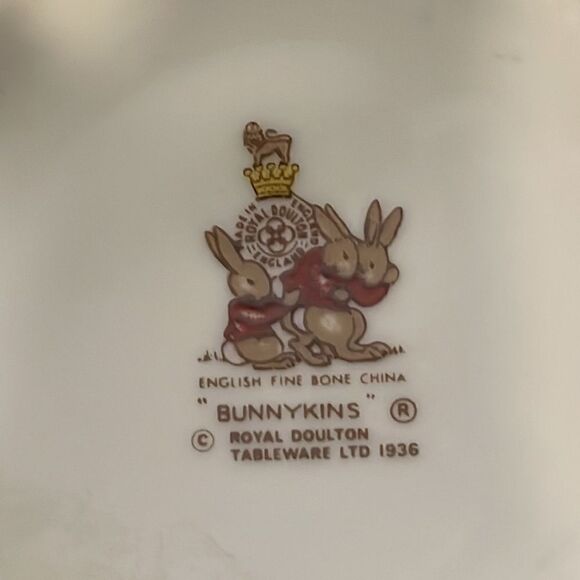 MADE IN ENGLAND
ROYAL DOULTON
ENGLAND
ENGLISH FINE BONE CHINA
"BUNNYKINS" ®
© ROYAL DOULTON
TABLEWARE LTD 1936